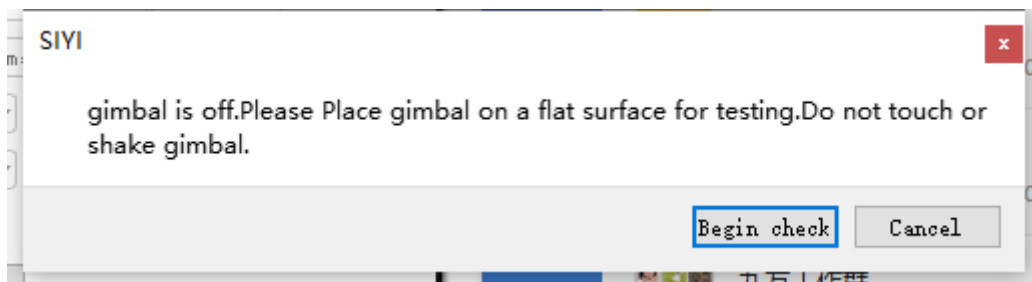 SIYI
x
gimbal is off.Please Place gimbal on a flat surface for testing.Do not touch or
shake gimbal.
Begin check
Cancel